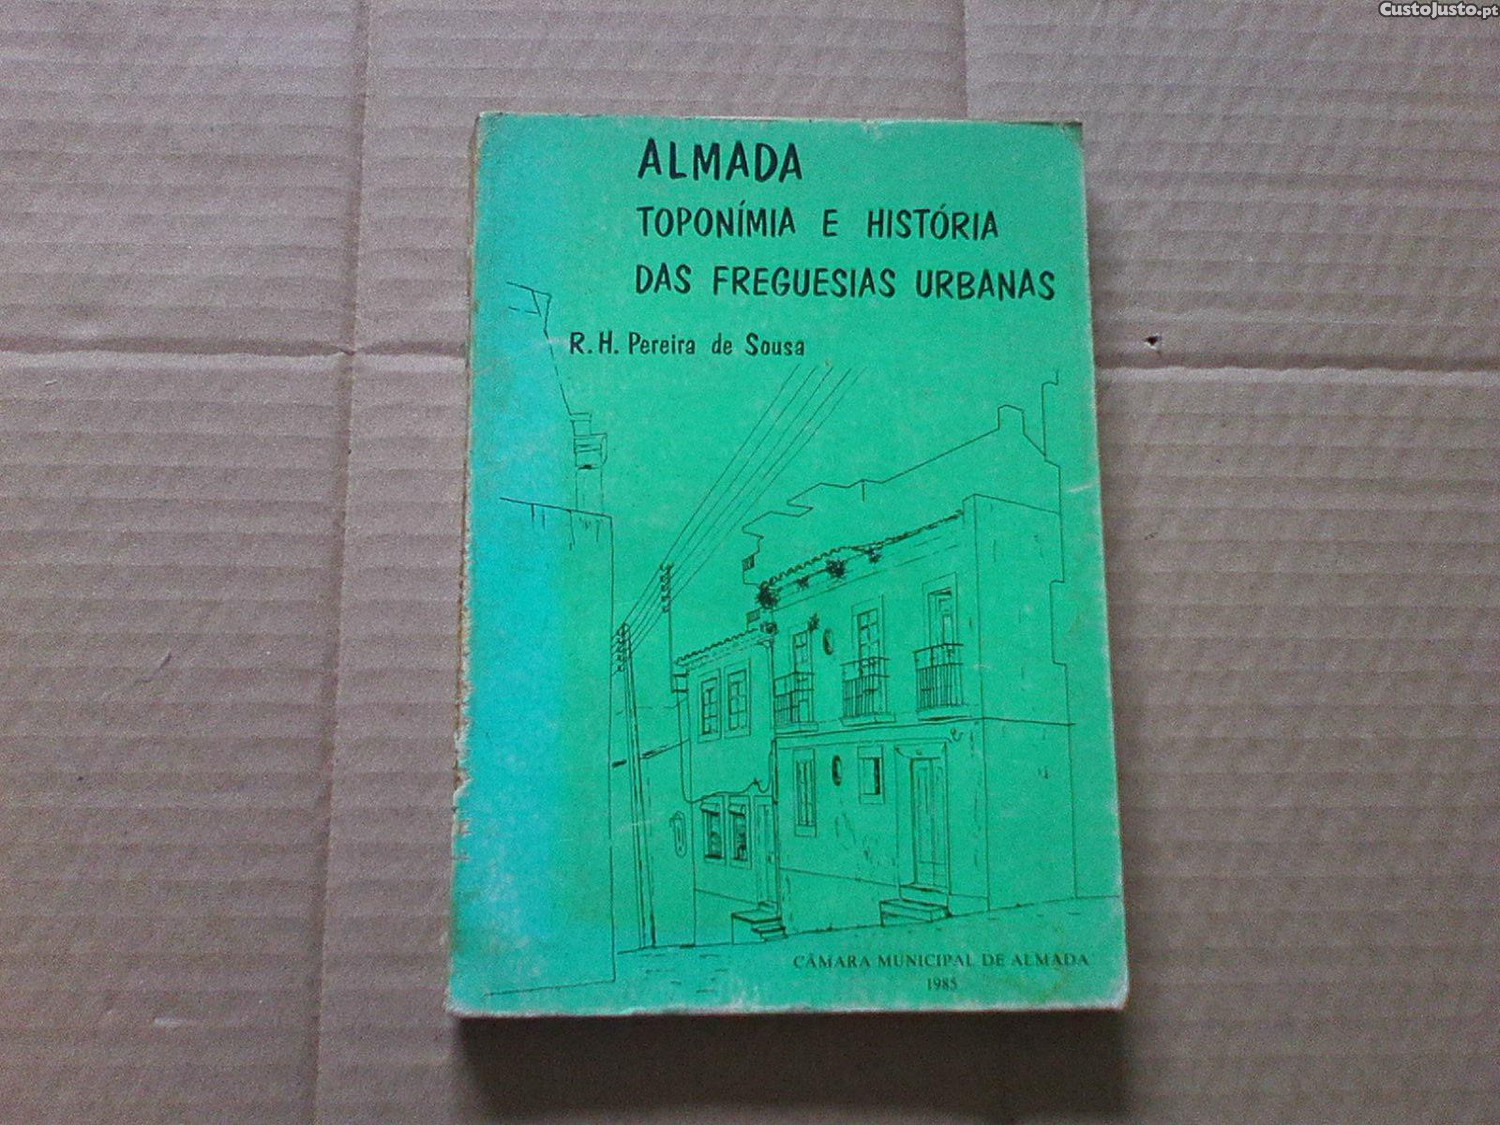 CustoJusto.pt
ALMADA
TOPONÍMIA E HISTÓRIA
DAS FREGUESIAS URBANAS
R.H. Pereira de Sousa
CÂMARA MUNICIPAL DE ALMADA
1985